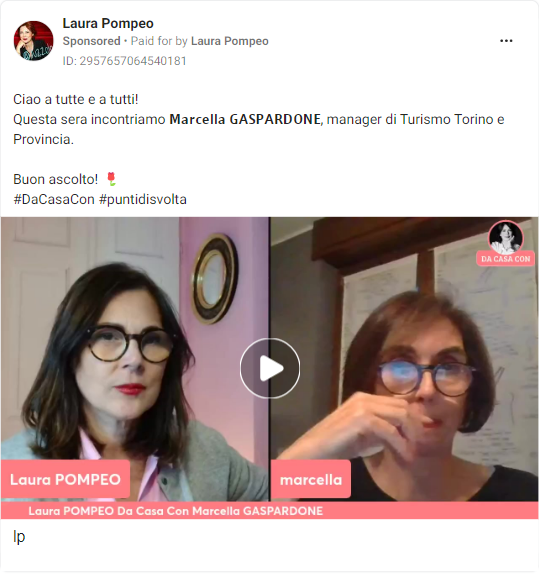 Laura Pompeo
Sponsored • Paid for by Laura Pompeo
ID: 2957657064540181
Ciao a tutte e a tutti!
Questa sera incontriamo Marcella GASPARDONE, manager di Turismo Torino e
Provincia.
Buon ascolto! 🌷
#DaCasaCon #puntidisvolta
DA CASA CON
Laura POMPEO
marcella
Laura POMPEO Da Casa Con Marcella GASPARDONE
lp